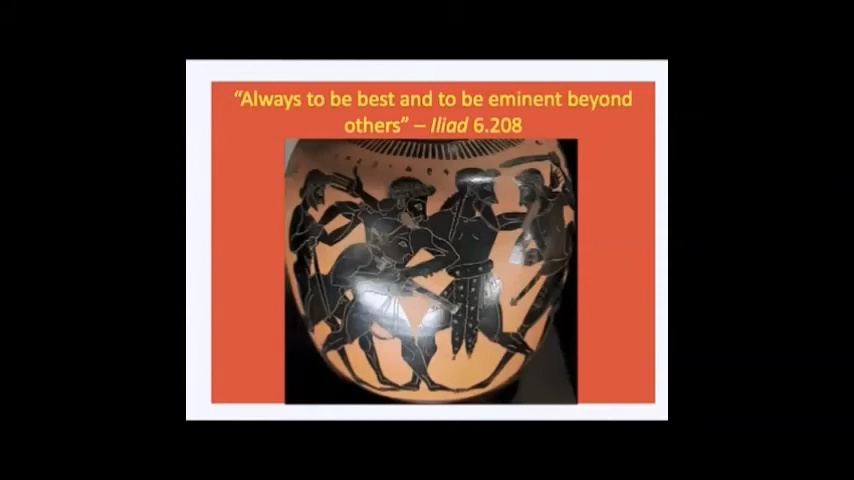 “Always to be best and to be eminent beyond
others” – Iliad 6.208